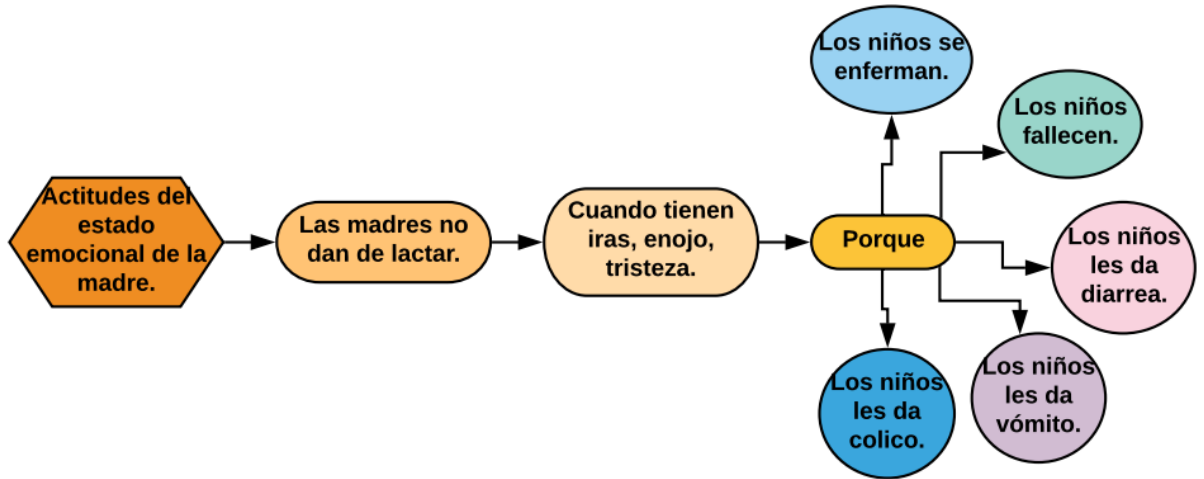 Actitudes del
estado
emocional de la
madre.
Las madres no
dan de lactar.
Cuando tienen
iras, enojo,
tristeza.
Porque
Los niños se
enferman.
Los niños
fallecen.
Los niños
les da
diarrea.
Los niños
les da
vómito.
Los niños
les da
colico.